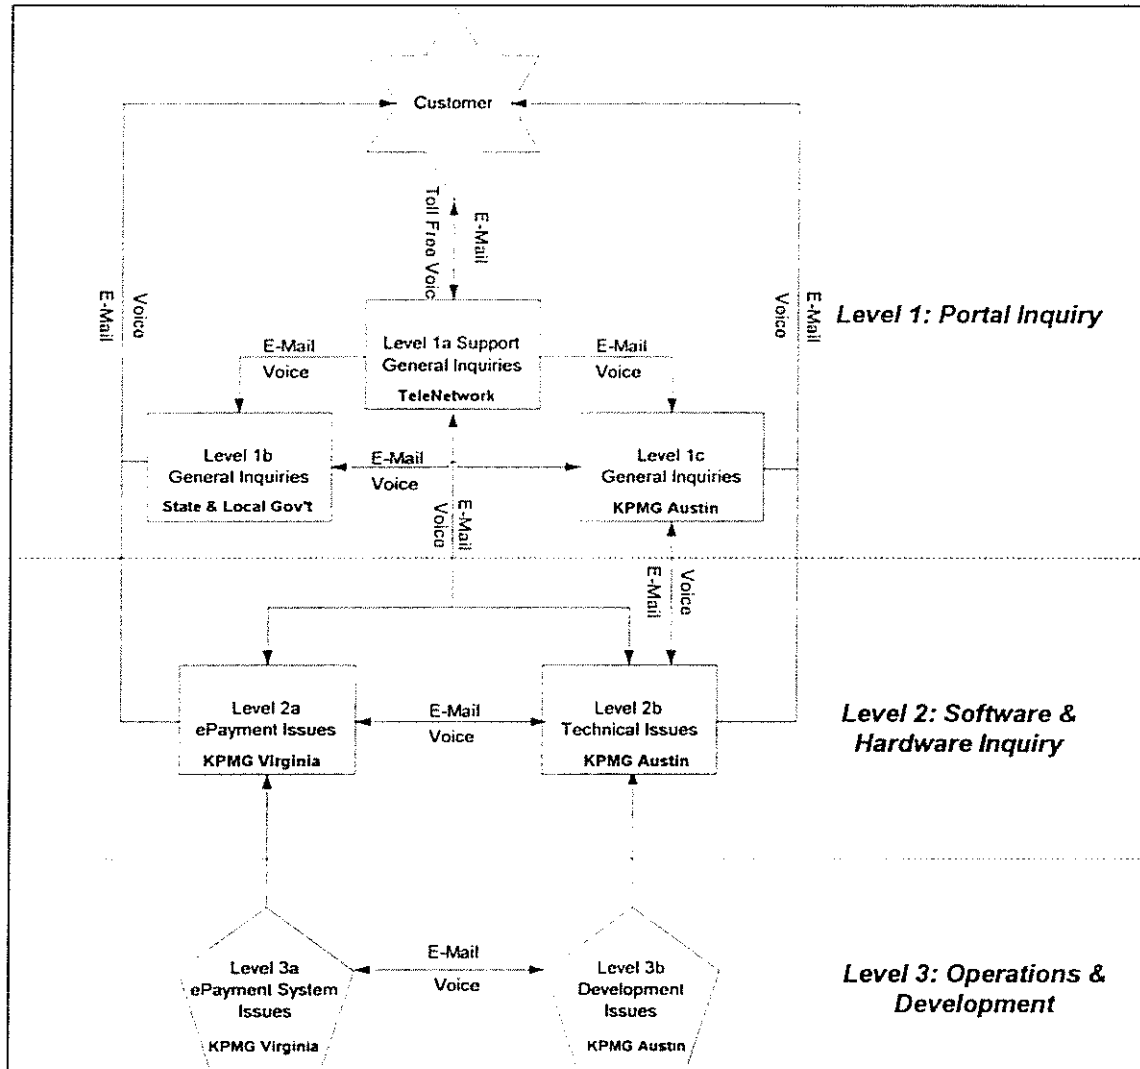 Customer
Toll Free Voic
E-Mail
Voice
E-Mail
E-Mail
Voice
Level 1: Portal Inquiry
E-Mail
Voice
Level 1a Support
General Inquiries
TeleNetwork
E-Mail
Voice
Level 1b
General Inquiries
State & Local Gov't
E-Mail
Voice
Level 1c
General Inquiries
KPMG Austin
E-Mail
Voice
Voice
E-Mail
Level 2a
ePayment Issues
KPMG Virginia
E-Mail
Voice
Level 2b
Technical Issues
KPMG Austin
Level 2: Software &
Hardware Inquiry
Level 3a
ePayment System
Issues
KPMG Virginia
E-Mail
Voice
Level 3b
Development
Issues
KPMG Austin
Level 3: Operations &
Development